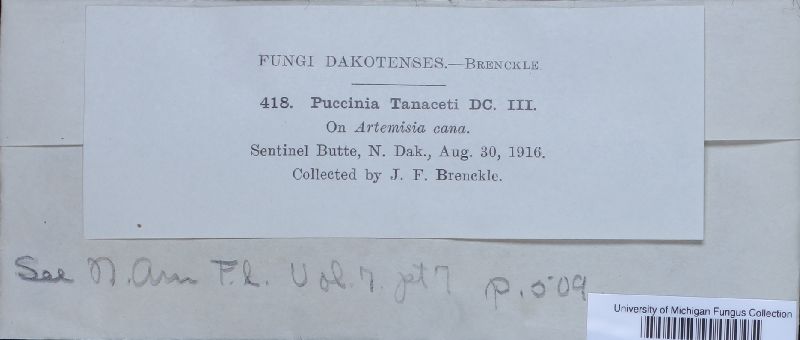 FUNGI DAKOTENSES.—BRENCKLE
418. Puccinia Tanaceti DC. III.
On Artemisia cana.
Sentinel Butte, N. Dak., Aug. 30, 1916.
Collected by J. F. Brenckle.
See N. Am Fl. Vol. 7. pt 7 p. 509
University of Michigan Fungus Collection